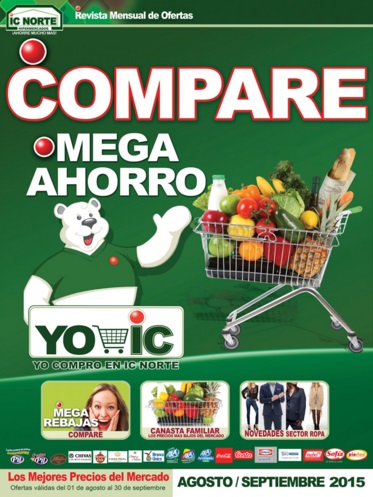 iC NORTE
¡AHORRE MUCHO MAS!
Revista Mensual de Ofertas
COMPARE
MEGA
AHORRO
YO iC
YO COMPRO EN iC NORTE
MEGA
REBAJAS
COMPARE
CANASTA FAMILIAR
LOS PRECIOS MAS BAJOS DEL MERCADO
NOVEDADES SECTOR ROPA
Los Mejores Precios del Mercado
Ofertas válidas del 01 de agosto al 30 de septiembre
AGOSTO/SEPTIEMBRE 2015